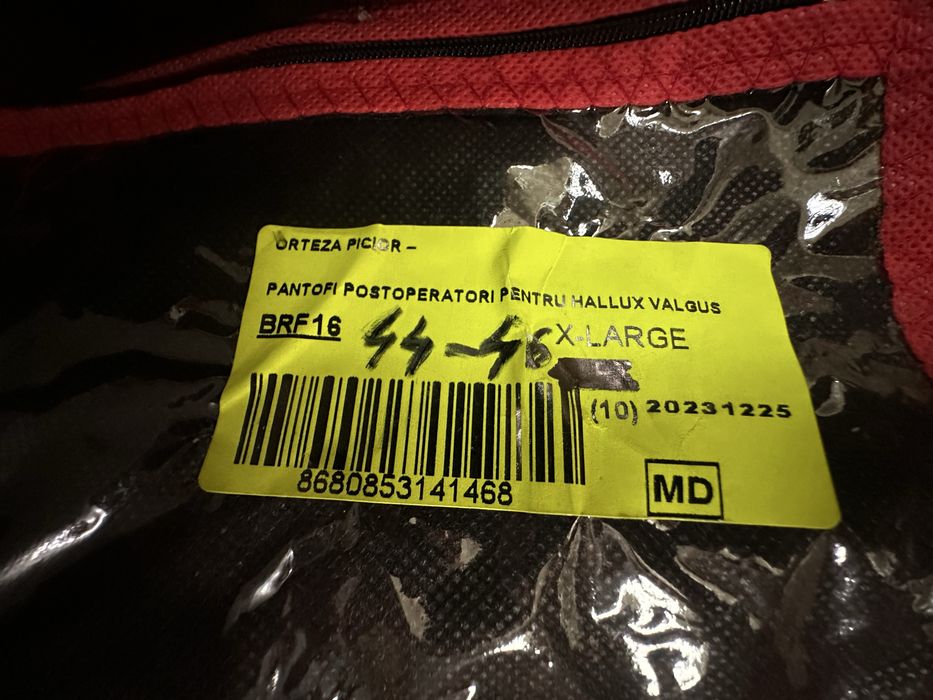 ORTEZA PICIOR –
PANTOFI POSTOPERATORI PENTRU HALLUX VALGUS
BRF16 44-46 X-LARGE
(10) 20231225
8680853141468
MD